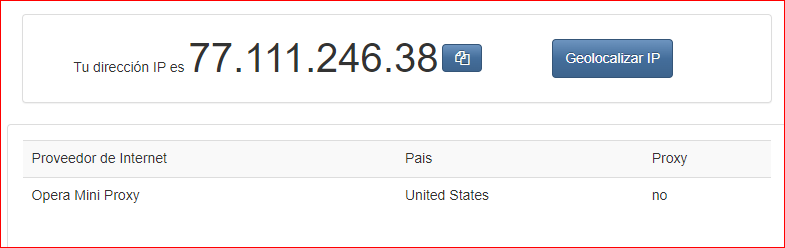 Tu dirección IP es 77.111.246.38 Geolocalizar IP
Proveedor de Internet Pais Proxy
Opera Mini Proxy United States no